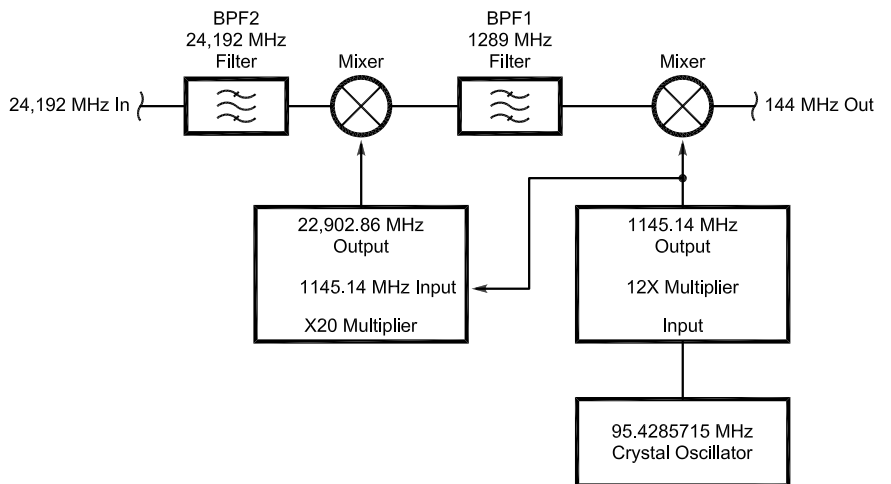 BPF2
24,192 MHz
Filter
Mixer
BPF1
1289 MHz
Filter
Mixer
24,192 MHz In
144 MHz Out
22,902.86 MHz
Output
1145.14 MHz Input
X20 Multiplier
1145.14 MHz
Output
12X Multiplier
Input
95.4285715 MHz
Crystal Oscillator